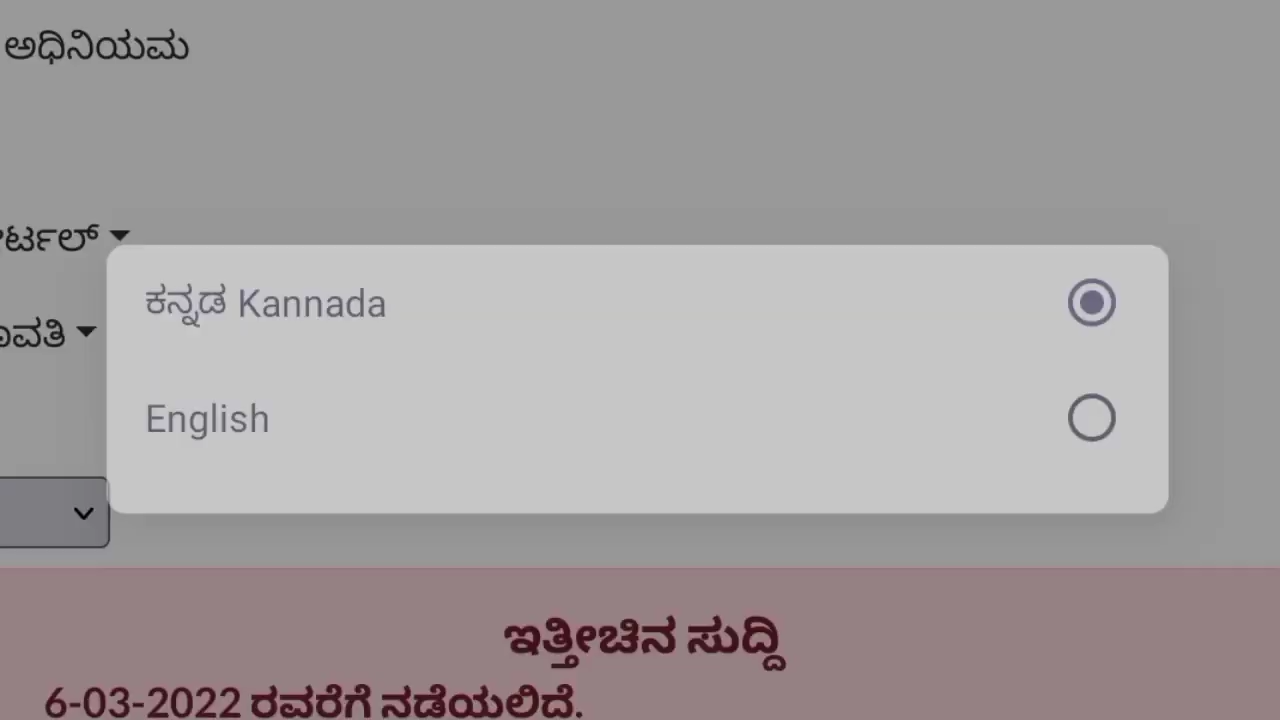 ಅಧಿನಿಯಮ
ರ್ಟಲ್
ಕನ್ನಡ Kannada
ವತಿ
English
ಇತ್ತೀಚಿನ ಸುದ್ದಿ
6-03-2022 ರವರೆಗೆ ನಡೆಯಲಿದೆ.